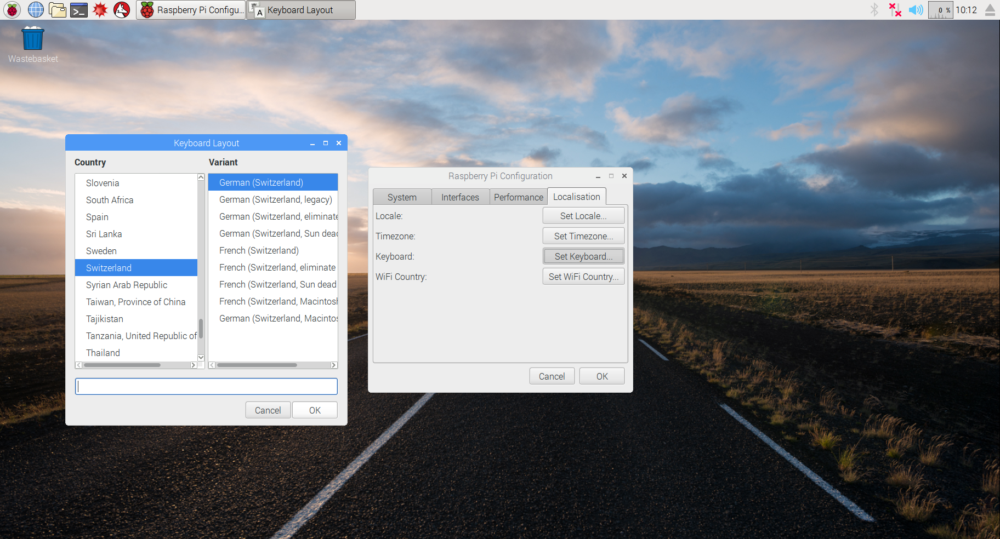 Raspberry Pi Configu...
Keyboard Layout
0 %
10:12
Wastebasket
Keyboard Layout
Country
Variant
Slovenia
South Africa
Spain
Sri Lanka
Sweden
Switzerland
Syrian Arab Republic
Taiwan, Province of China
Tajikistan
Tanzania, United Republic of
Thailand
German (Switzerland)
German (Switzerland, legacy)
German (Switzerland, eliminate
German (Switzerland, Sun dead
French (Switzerland)
French (Switzerland, eliminate
French (Switzerland, Sun dead
French (Switzerland, Macintosh
German (Switzerland, Macintos
Cancel
OK
Raspberry Pi Configuration
System
Interfaces
Performance
Localisation
Locale:
Set Locale...
Timezone:
Set Timezone...
Keyboard:
Set Keyboard...
WiFi Country:
Set WiFi Country...
Cancel
OK